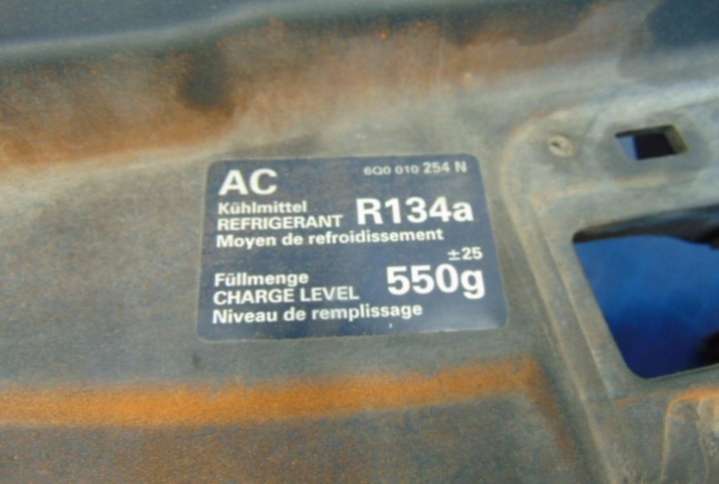 AC 6Q0 010 254 N
Kühlmittel
REFRIGERANT R134a
Moyen de refroidissement
±25
Füllmenge
CHARGE LEVEL 550g
Niveau de remplissage